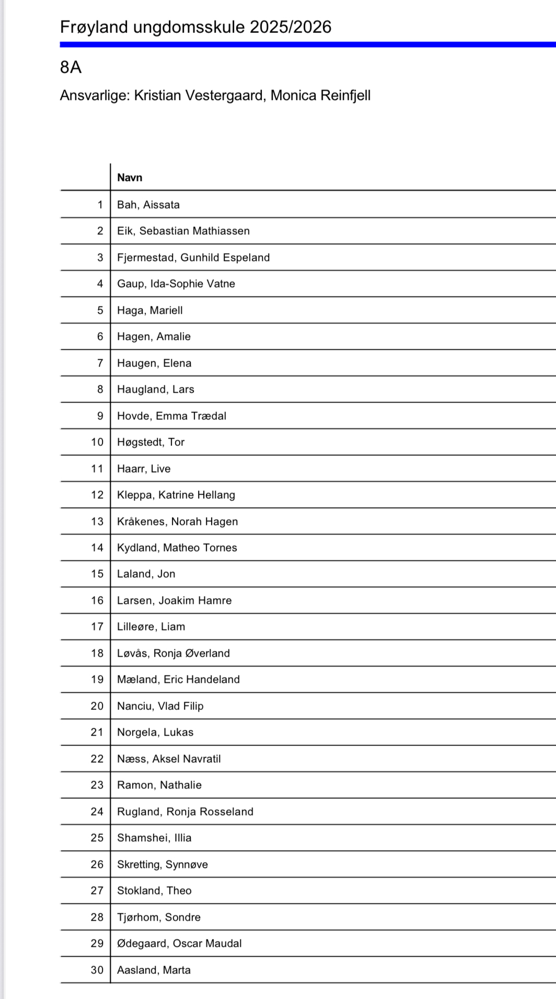 Frøyland ungdomsskule 2025/2026
8A
Ansvarlige: Kristian Vestergaard, Monica Reinfjell
Navn
1 Bah, Aissata
2 Eik, Sebastian Mathiassen
3 Fjermestad, Gunhild Espeland
4 Gaup, Ida-Sophie Vatne
5 Haga, Mariell
6 Hagen, Amalie
7 Haugen, Elena
8 Haugland, Lars
9 Hovde, Emma Trædal
10 Høgstedt, Tor
11 Haarr, Live
12 Kleppa, Katrine Hellang
13 Kråkenes, Norah Hagen
14 Kydland, Matheo Tornes
15 Laland, Jon
16 Larsen, Joakim Hamre
17 Lilleøre, Liam
18 Løvås, Ronja Øverland
19 Mæland, Eric Handeland
20 Nanciu, Vlad Filip
21 Norgela, Lukas
22 Næss, Aksel Navratil
23 Ramon, Nathalie
24 Rugland, Ronja Rosseland
25 Shamshei, Illia
26 Skretting, Synnøve
27 Stokland, Theo
28 Tjørhom, Sondre
29 Ødegaard, Oscar Maudal
30 Aasland, Marta